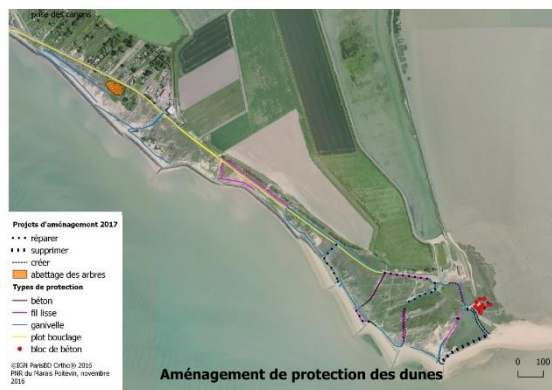 prise des canons
Projets d'aménagement 2017
réparer
supprimer
créer
abattage des arbres
Types de protection
béton
fil lisse
ganivelle
plot bouclage
bloc de béton
©IGN ParisBD Ortho® 2016
PNR du Marais Poitevin, novembre
2016
Aménagement de protection des dunes
0 100